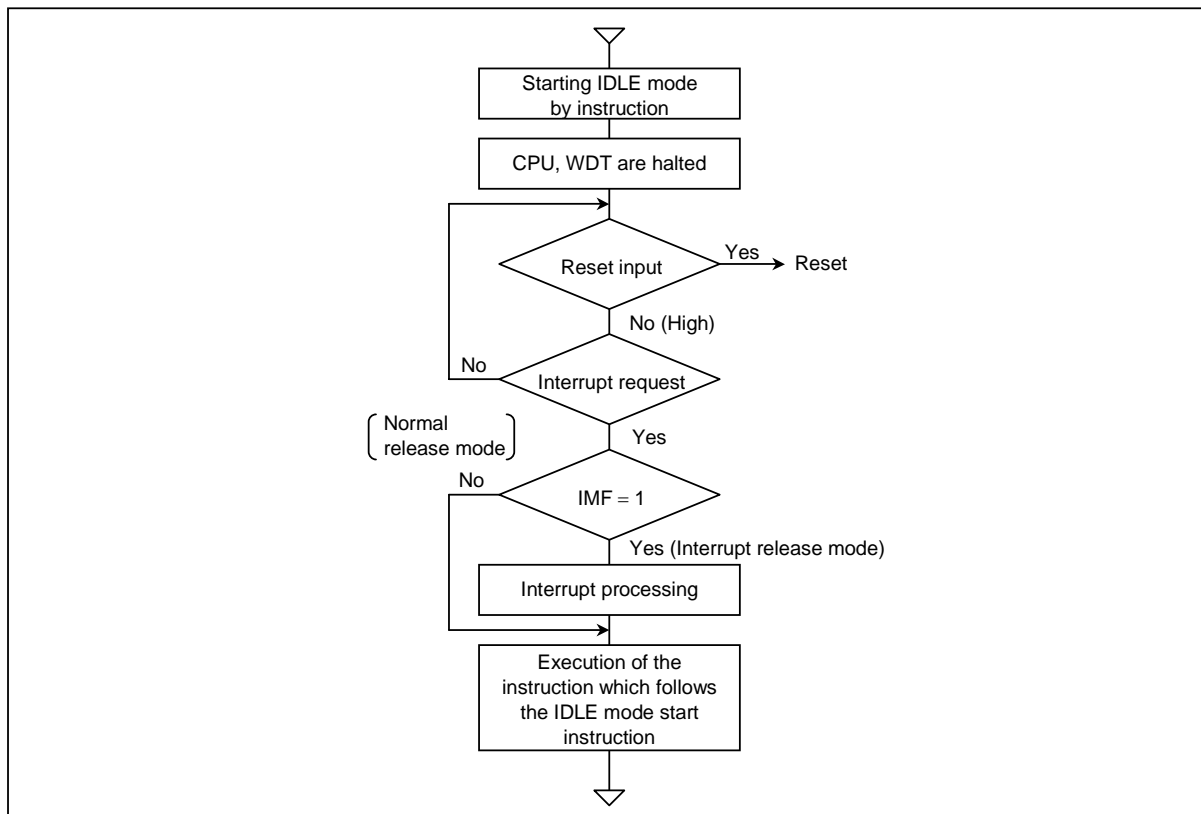 Starting IDLE mode
by instruction
CPU, WDT are halted
Reset input
Yes
Reset
No (High)
No
Interrupt request
Normal
release mode
Yes
No
IMF = 1
Yes (Interrupt release mode)
Interrupt processing
Execution of the
instruction which follows
the IDLE mode start
instruction